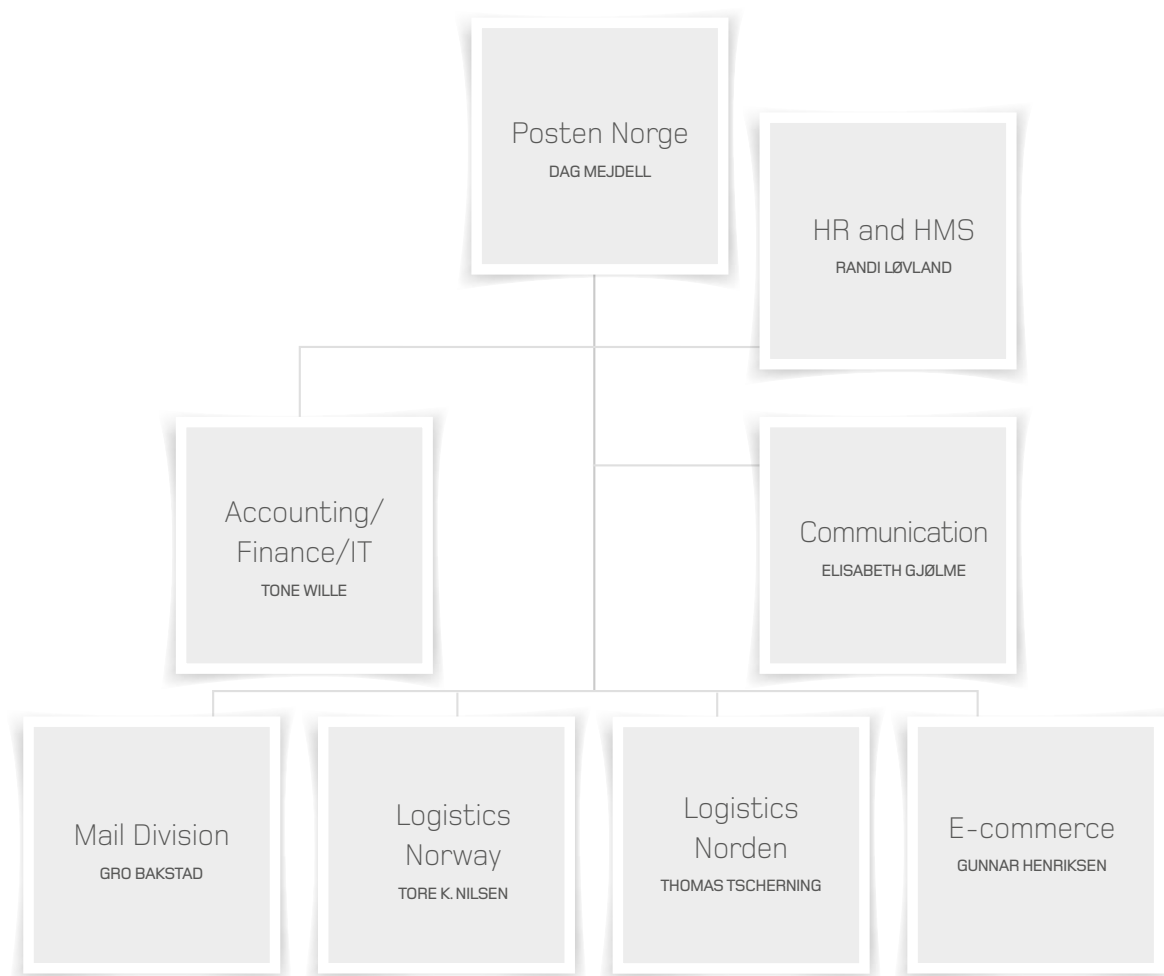 Posten Norge
DAG MEJDELL
HR and HMS
RANDI LØVLAND
Accounting/
Finance/IT
TONE WILLE
Communication
ELISABETH GJØLME
Mail Division
GRO BAKSTAD
Logistics
Norway
TORE K. NILSEN
Logistics
Norden
THOMAS TSCHERNING
E-commerce
GUNNAR HENRIKSEN